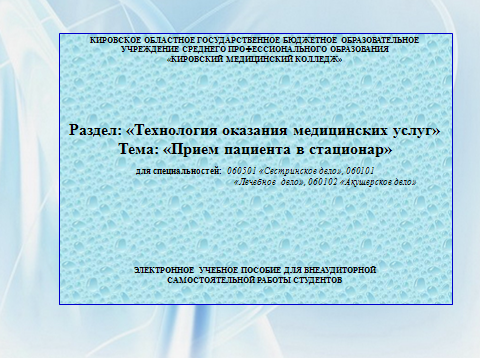 КИРОВСКОЕ ОБЛАСТНОЕ ГОСУДАРСТВЕННОЕ БЮДЖЕТНОЕ ОБРАЗОВАТЕЛЬНОЕ
УЧРЕЖДЕНИЕ СРЕДНЕГО ПРОФЕССИОНАЛЬНОГО ОБРАЗОВАНИЯ
«КИРОВСКИЙ МЕДИЦИНСКИЙ КОЛЛЕДЖ»
Раздел: «Технология оказания медицинских услуг»
Тема: «Прием пациента в стационар»
для специальностей: 060501 «Сестринское дело», 060101
«Лечебное дело», 060102 «Акушерское дело»
ЭЛЕКТРОННОЕ УЧЕБНОЕ ПОСОБИЕ ДЛЯ ВНЕАУДИТОРНОЙ
САМОСТОЯТЕЛЬНОЙ РАБОТЫ СТУДЕНТОВ